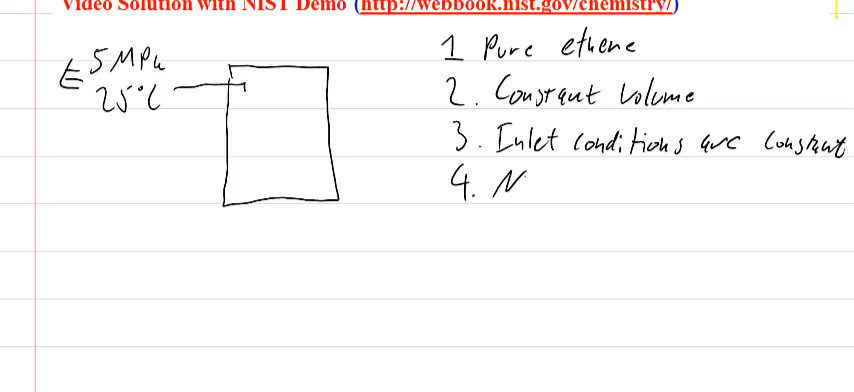 Video Solution with NIST Demo (http://webbook.nist.gov/chemistry/)
E 5 MPa
25°C
1 Pure ethene
2. Constant Volume
3. Inlet conditions are constant
4. N